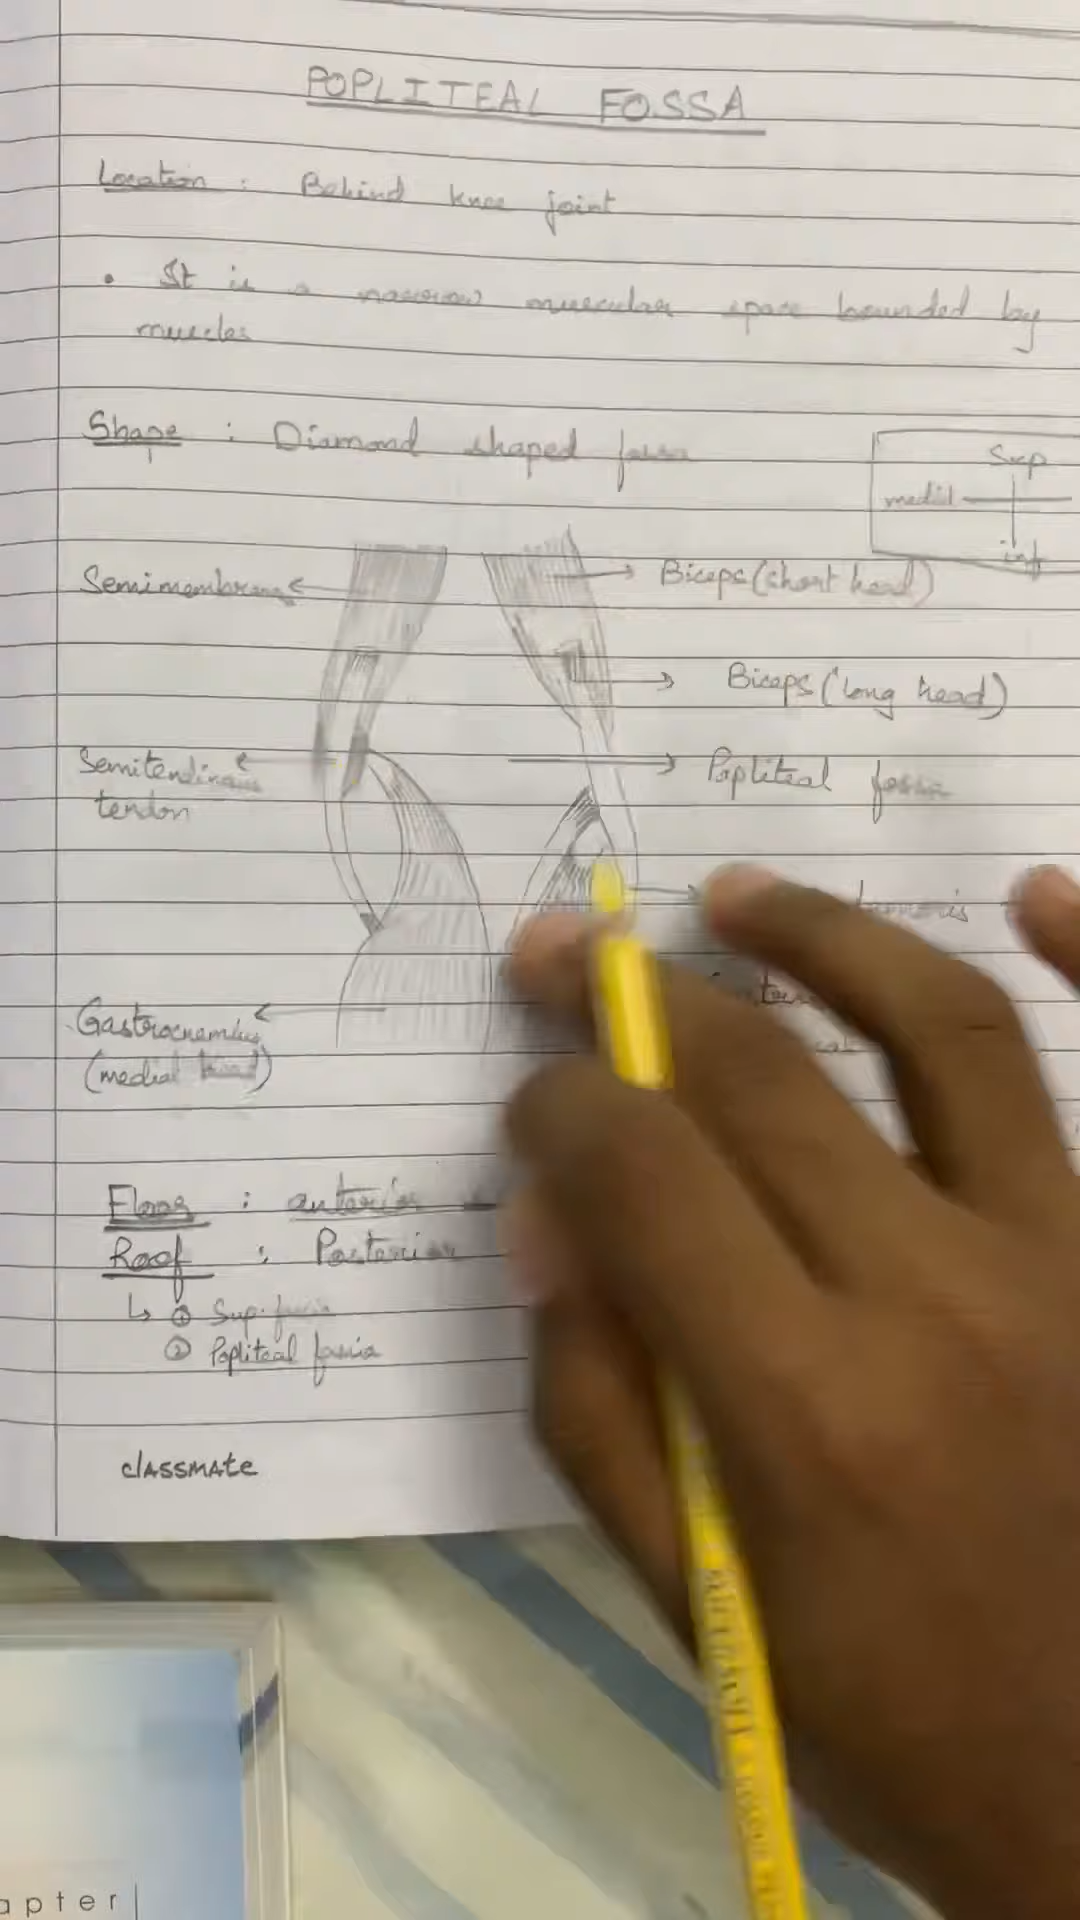 POPLITEAL FOSSA
Location : Behind knee joint
• It is a narrow muscular space bounded by
muscles
Shape : Diamond shaped fossa
Sup
medial
inf
Semimembranus
Biceps (short head)
Biceps (long head)
Semitendinous
tendon
Popliteal fossa
Gastrocnemius
(medial head)
Floor : anterior
Roof : Posterior
↳ ① Sup. fascia
② Popliteal fascia
classmate
apter